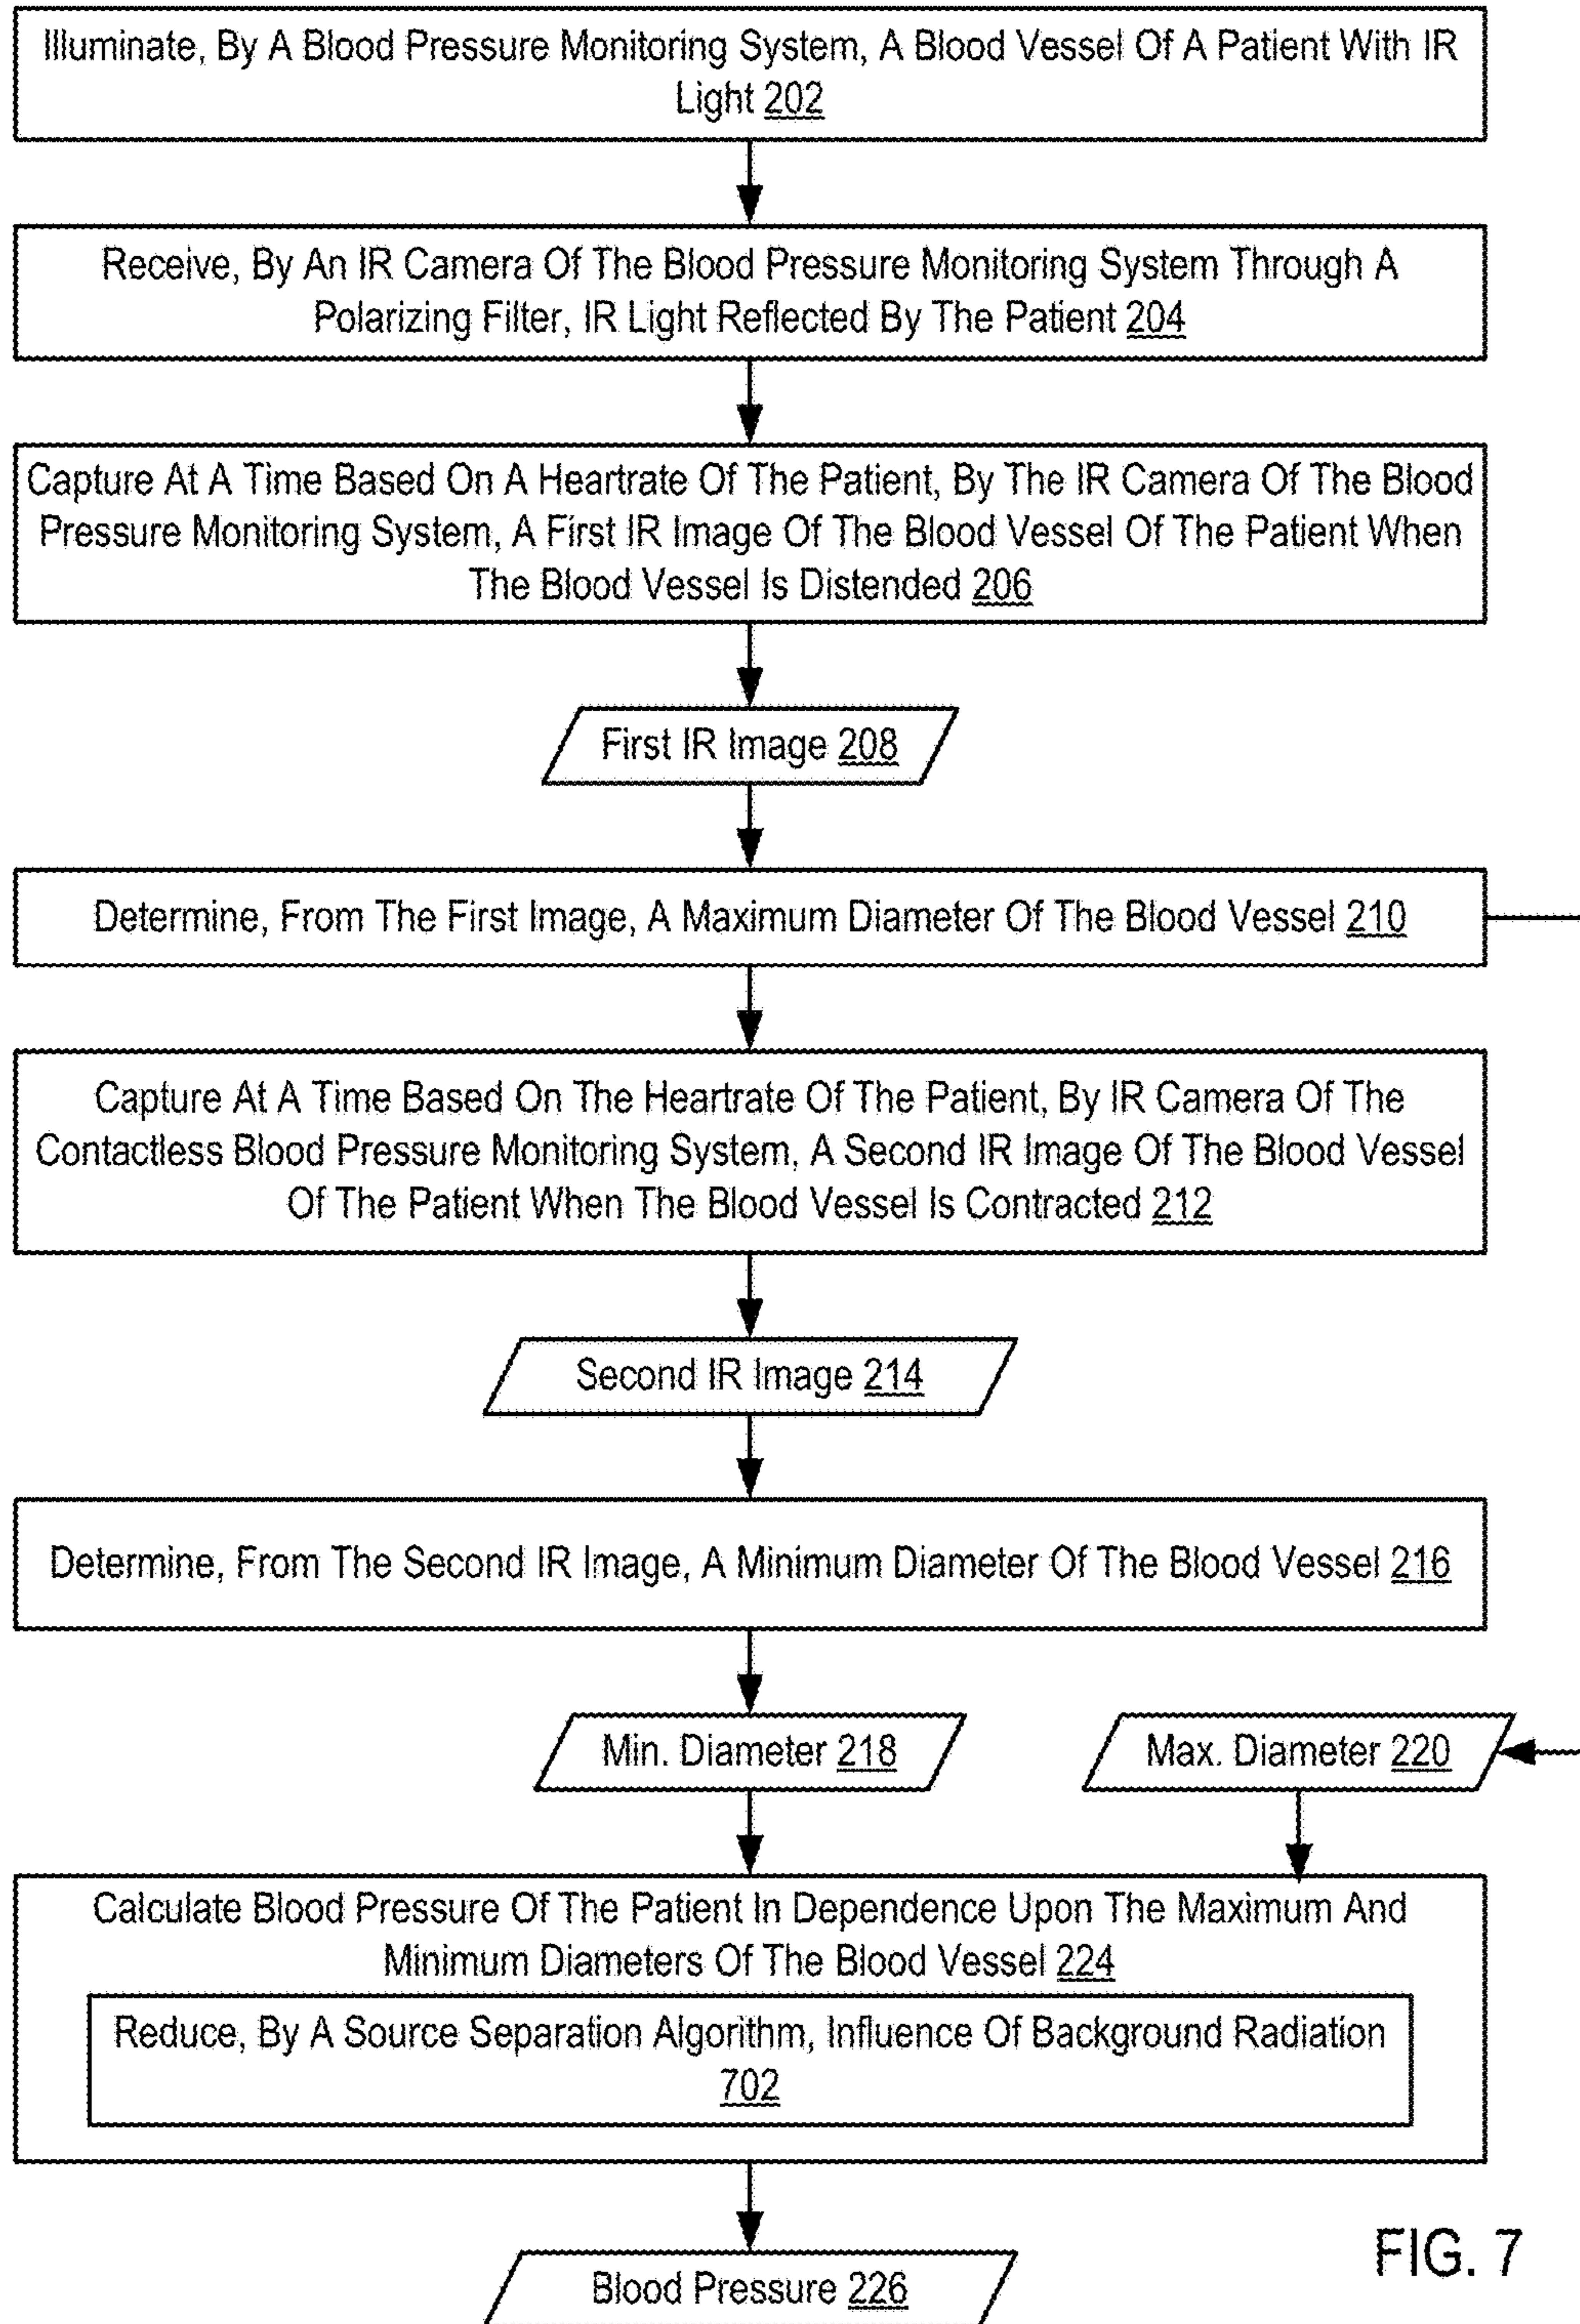 Illuminate, By A Blood Pressure Monitoring System, A Blood Vessel Of A Patient With IR
Light 202
Receive, By An IR Camera Of The Blood Pressure Monitoring System Through A
Polarizing Filter, IR Light Reflected By The Patient 204
Capture At A Time Based On A Heartrate Of The Patient, By The IR Camera Of The Blood
Pressure Monitoring System, A First IR Image Of The Blood Vessel Of The Patient When
The Blood Vessel Is Distended 206
First IR Image 208
Determine, From The First Image, A Maximum Diameter Of The Blood Vessel 210
Capture At A Time Based On The Heartrate Of The Patient, By IR Camera Of The
Contactless Blood Pressure Monitoring System, A Second IR Image Of The Blood Vessel
Of The Patient When The Blood Vessel Is Contracted 212
Second IR Image 214
Determine, From The Second IR Image, A Minimum Diameter Of The Blood Vessel 216
Min. Diameter 218
Max. Diameter 220
Calculate Blood Pressure Of The Patient In Dependence Upon The Maximum And
Minimum Diameters Of The Blood Vessel 224
Reduce, By A Source Separation Algorithm, Influence Of Background Radiation
702
Blood Pressure 226
FIG. 7